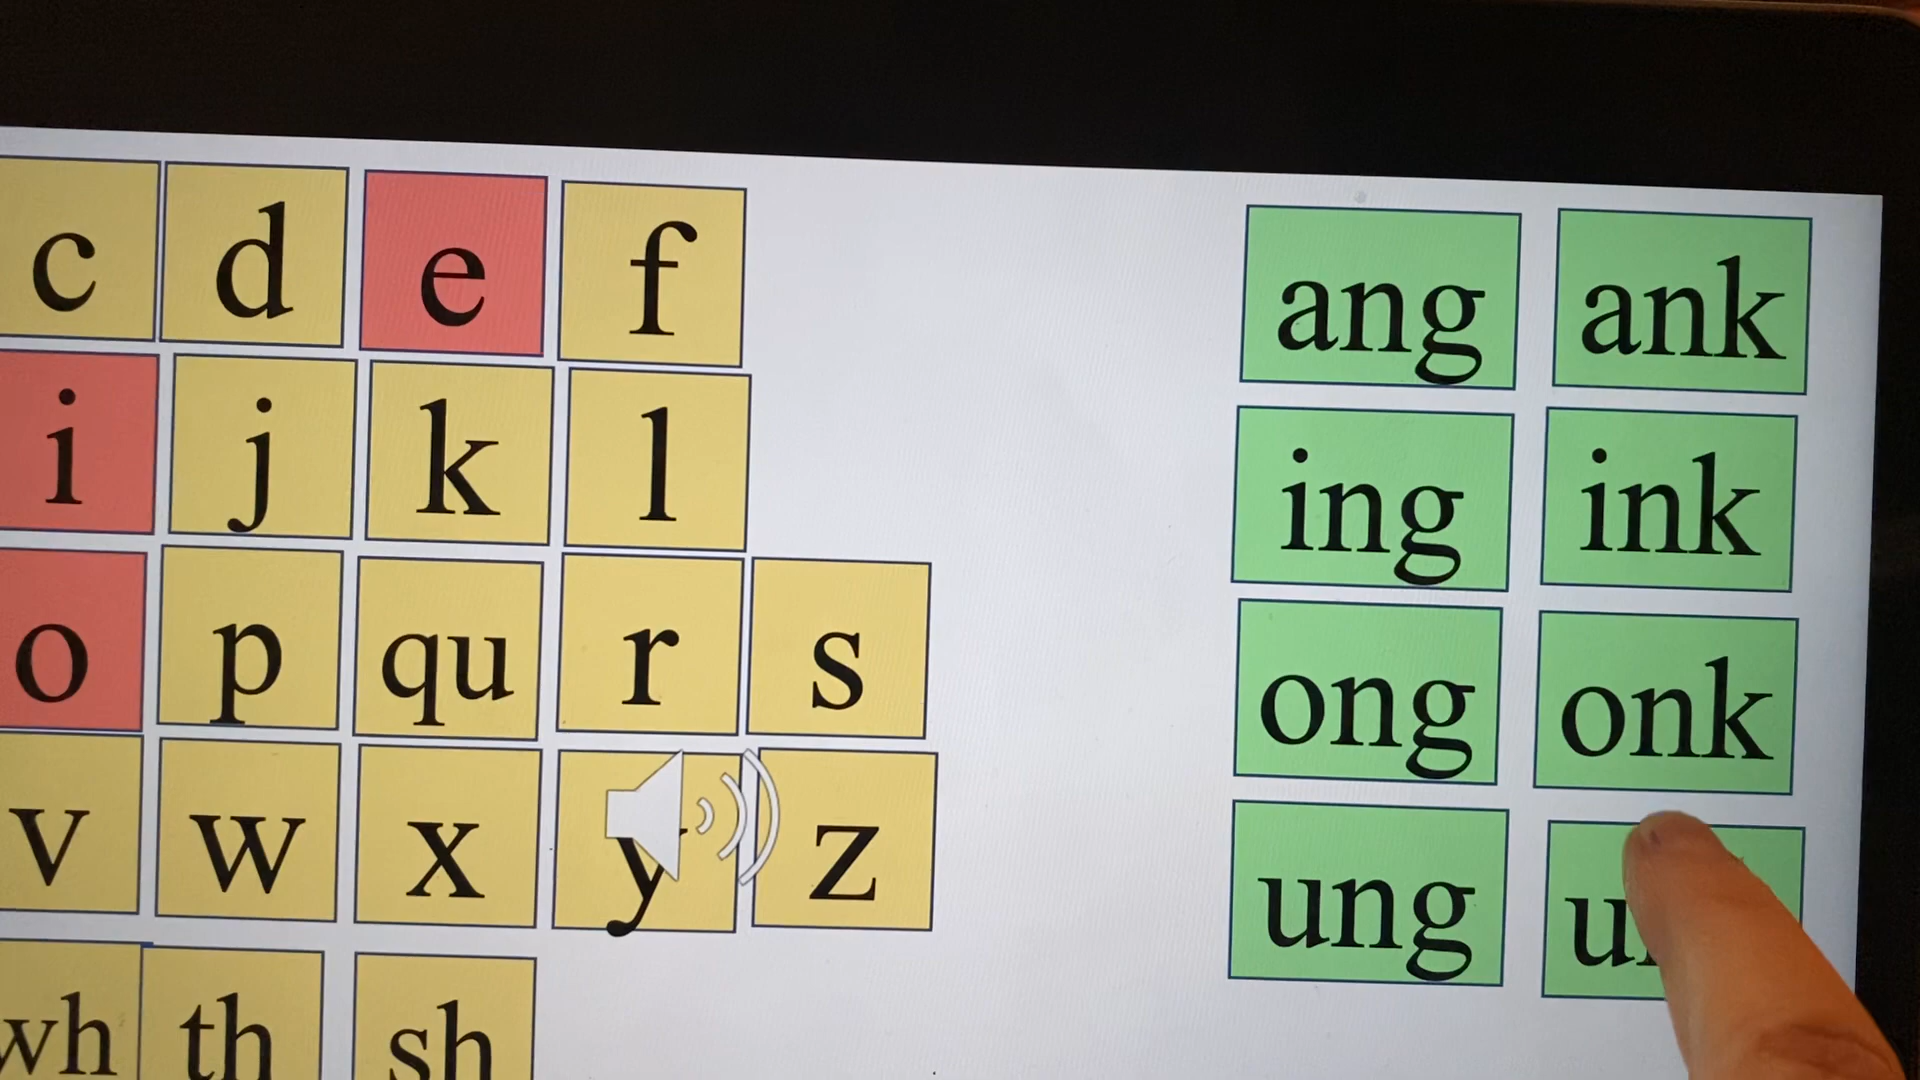 c d e f
i j k l
o p qu r s
v w x y z
wh th sh
ang ank
ing ink
ong onk
ung